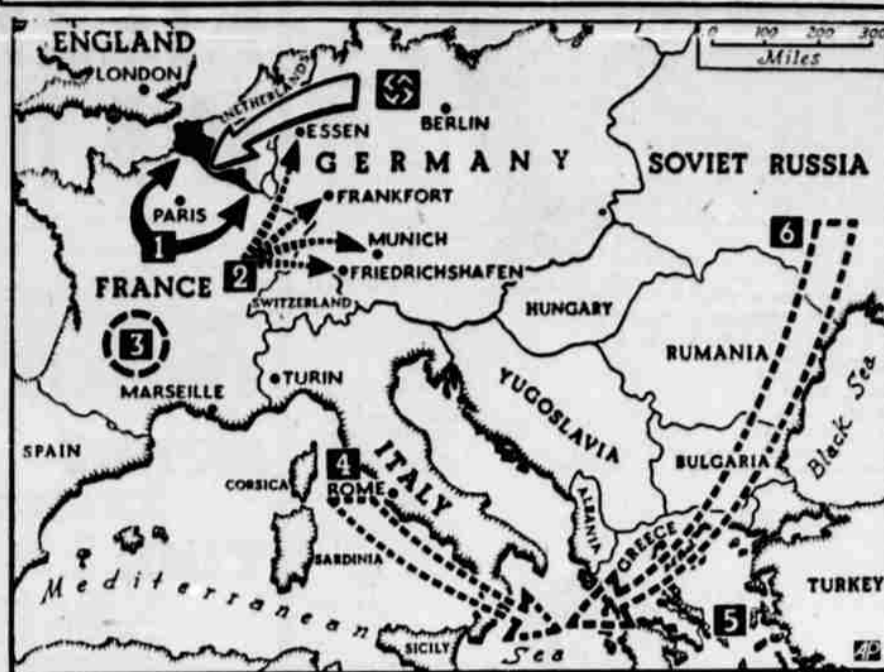 ENGLAND
LONDON
NETHERLANDS
0 100 200 300
Miles
ESSEN
BERLIN
GERMANY
SOVIET RUSSIA
PARIS
FRANKFORT
1
2
MUNICH
6
FRANCE
FRIEDRICHSHAFEN
SWITZERLAND
HUNGARY
3
RUMANIA
MARSEILLE
TURIN
YUGOSLAVIA
Black Sea
SPAIN
ITALY
4
BULGARIA
CORSICA
ROME
ALBANIA
GREECE
SARDINIA
TURKEY
Mediterranean
5
SICILY
Sea
AP